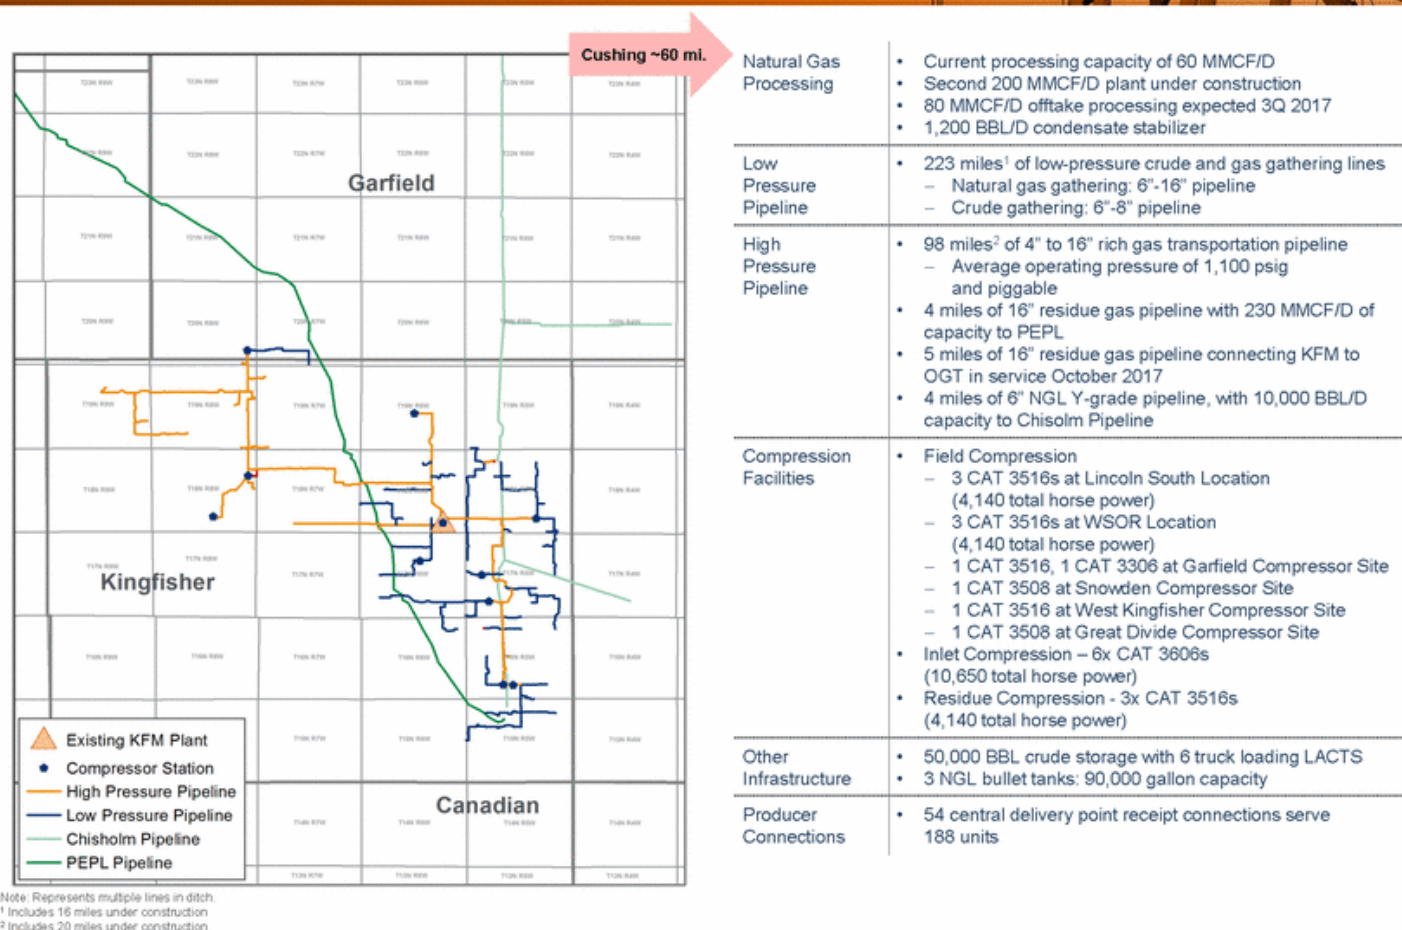 Cushing ~60 mi.
Garfield
Kingfisher
Canadian
Existing KFM Plant
Compressor Station
High Pressure Pipeline
Low Pressure Pipeline
Chisholm Pipeline
PEPL Pipeline
Note: Represents multiple lines in ditch.
1 Includes 16 miles under construction
2 Includes 20 miles under construction
Natural Gas
Processing
• Current processing capacity of 60 MMCF/D
• Second 200 MMCF/D plant under construction
• 80 MMCF/D offtake processing expected 3Q 2017
• 1,200 BBL/D condensate stabilizer
Low
Pressure
Pipeline
• 223 miles¹ of low-pressure crude and gas gathering lines
– Natural gas gathering: 6"-16" pipeline
– Crude gathering: 6"-8" pipeline
High
Pressure
Pipeline
• 98 miles² of 4" to 16" rich gas transportation pipeline
– Average operating pressure of 1,100 psig
and piggable
• 4 miles of 16" residue gas pipeline with 230 MMCF/D of
capacity to PEPL
• 5 miles of 16" residue gas pipeline connecting KFM to
OGT in service October 2017
• 4 miles of 6" NGL Y-grade pipeline, with 10,000 BBL/D
capacity to Chisolm Pipeline
Compression
Facilities
• Field Compression
– 3 CAT 3516s at Lincoln South Location
(4,140 total horse power)
– 3 CAT 3516s at WSOR Location
(4,140 total horse power)
– 1 CAT 3516, 1 CAT 3306 at Garfield Compressor Site
– 1 CAT 3508 at Snowden Compressor Site
– 1 CAT 3516 at West Kingfisher Compressor Site
– 1 CAT 3508 at Great Divide Compressor Site
• Inlet Compression – 6x CAT 3606s
(10,650 total horse power)
• Residue Compression - 3x CAT 3516s
(4,140 total horse power)
Other
Infrastructure
• 50,000 BBL crude storage with 6 truck loading LACTS
• 3 NGL bullet tanks: 90,000 gallon capacity
Producer
Connections
• 54 central delivery point receipt connections serve
188 units